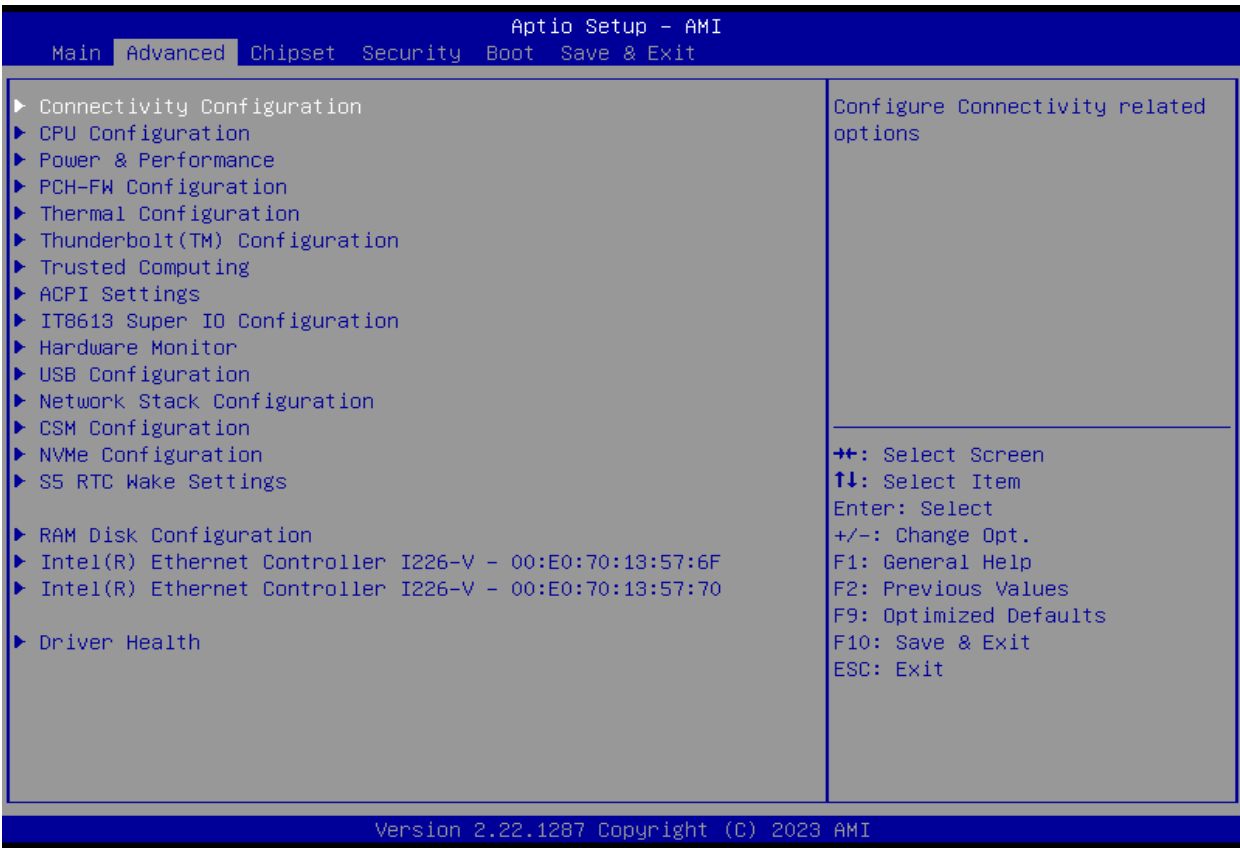 Aptio Setup – AMI
Main Advanced Chipset Security Boot Save & Exit
▶ Connectivity Configuration
▶ CPU Configuration
▶ Power & Performance
▶ PCH-FW Configuration
▶ Thermal Configuration
▶ Thunderbolt(TM) Configuration
▶ Trusted Computing
▶ ACPI Settings
▶ IT8613 Super IO Configuration
▶ Hardware Monitor
▶ USB Configuration
▶ Network Stack Configuration
▶ CSM Configuration
▶ NVMe Configuration
▶ S5 RTC Wake Settings
▶ RAM Disk Configuration
▶ Intel(R) Ethernet Controller I226-V – 00:E0:70:13:57:6F
▶ Intel(R) Ethernet Controller I226-V – 00:E0:70:13:57:70
▶ Driver Health
Configure Connectivity related
options
→←: Select Screen
↑↓: Select Item
Enter: Select
+/-: Change Opt.
F1: General Help
F2: Previous Values
F9: Optimized Defaults
F10: Save & Exit
ESC: Exit
Version 2.22.1287 Copyright (C) 2023 AMI